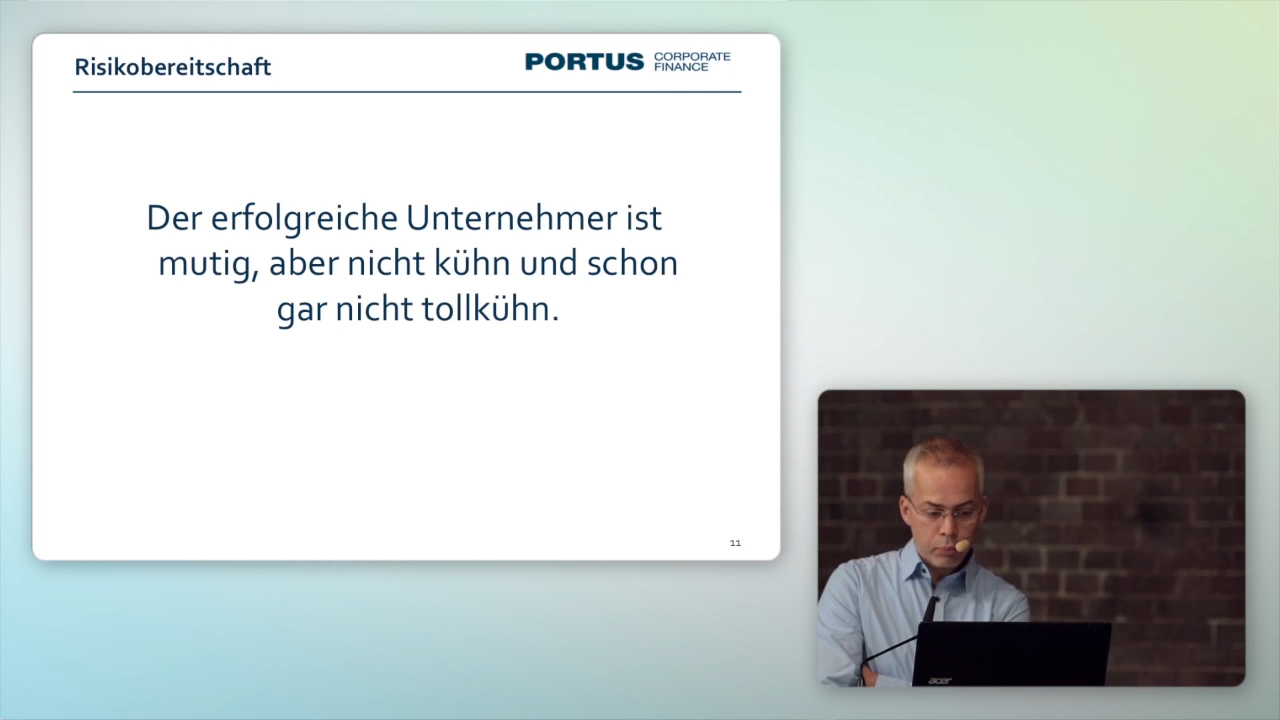 Risikobereitschaft
PORTUS CORPORATE
FINANCE
Der erfolgreiche Unternehmer ist
mutig, aber nicht kühn und schon
gar nicht tollkühn.
11
acer